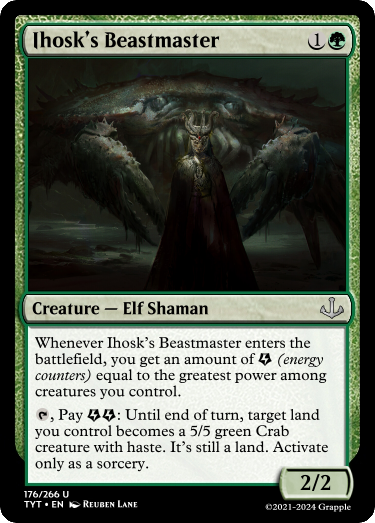 Ihosk's Beastmaster 1
Creature — Elf Shaman
Whenever Ihosk's Beastmaster enters the
battlefield, you get an amount of (energy
counters) equal to the greatest power among
creatures you control.
, Pay : Until end of turn, target land
you control becomes a 5/5 green Crab
creature with haste. It's still a land. Activate
only as a sorcery.
2/2
176/266 U
TYT • EN Reuben Lane
©2021-2024 Grapple